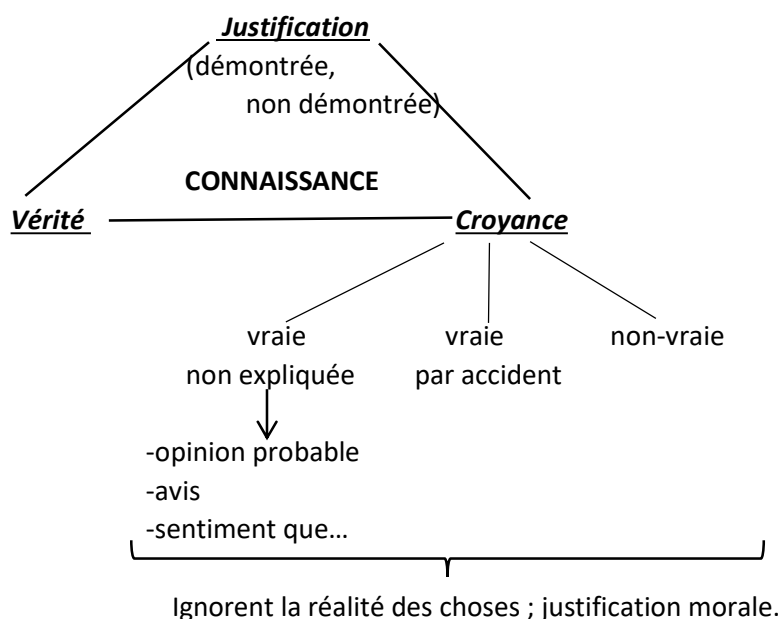 Justification
(démontrée,
non démontrée)
CONNAISSANCE
Vérité
Croyance
vraie
non expliquée
vraie
par accident
non-vraie
-opinion probable
-avis
-sentiment que…
Ignorent la réalité des choses ; justification morale.